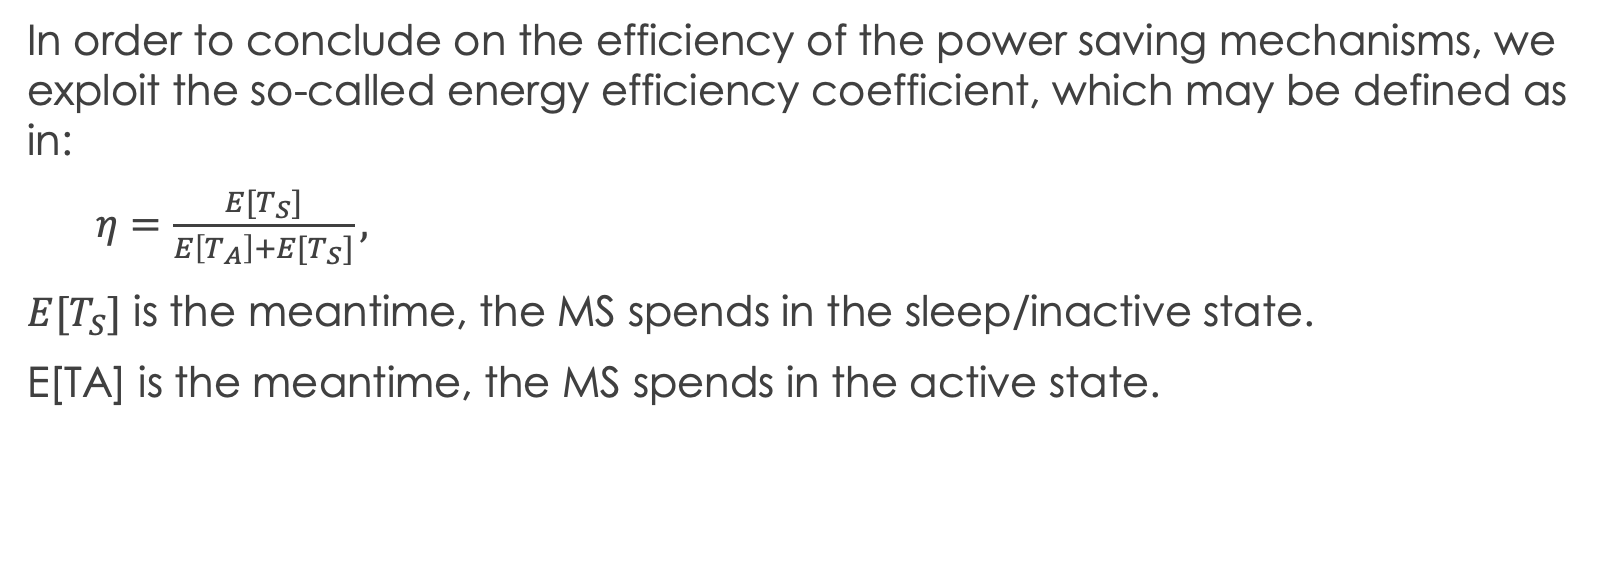 In order to conclude on the efficiency of the power saving mechanisms, we
exploit the so-called energy efficiency coefficient, which may be defined as
in:
η = E[T_S] / (E[T_A]+E[T_S]),
E[T_S] is the meantime, the MS spends in the sleep/inactive state.
E[TA] is the meantime, the MS spends in the active state.